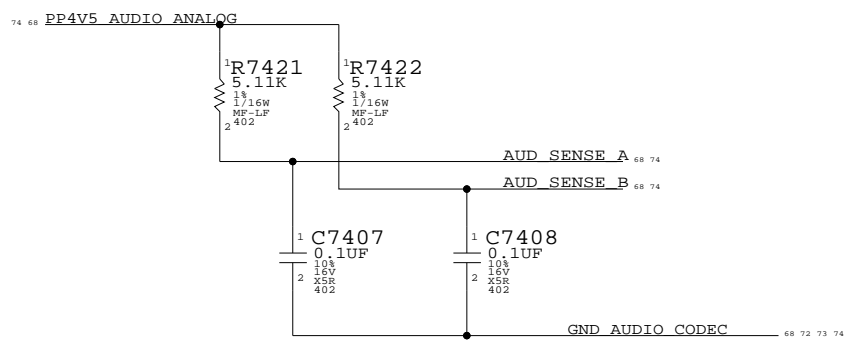 74 68 PP4V5_AUDIO_ANALOG
1 R7421
5.11K
1%
1/16W
MF-LF
402
2
1 R7422
5.11K
1%
1/16W
MF-LF
402
2
AUD_SENSE_A 68 74
AUD_SENSE_B 68 74
1 C7407
0.1UF
10%
16V
X5R
402
2
1 C7408
0.1UF
10%
16V
X5R
402
2
GND_AUDIO_CODEC 68 72 73 74